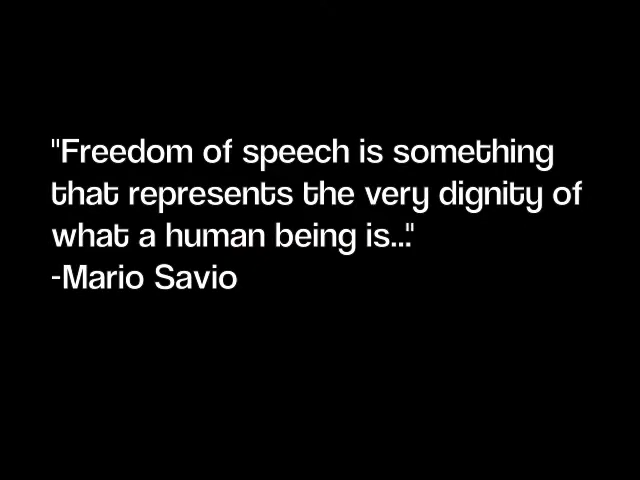 "Freedom of speech is something
that represents the very dignity of
what a human being is..."
-Mario Savio